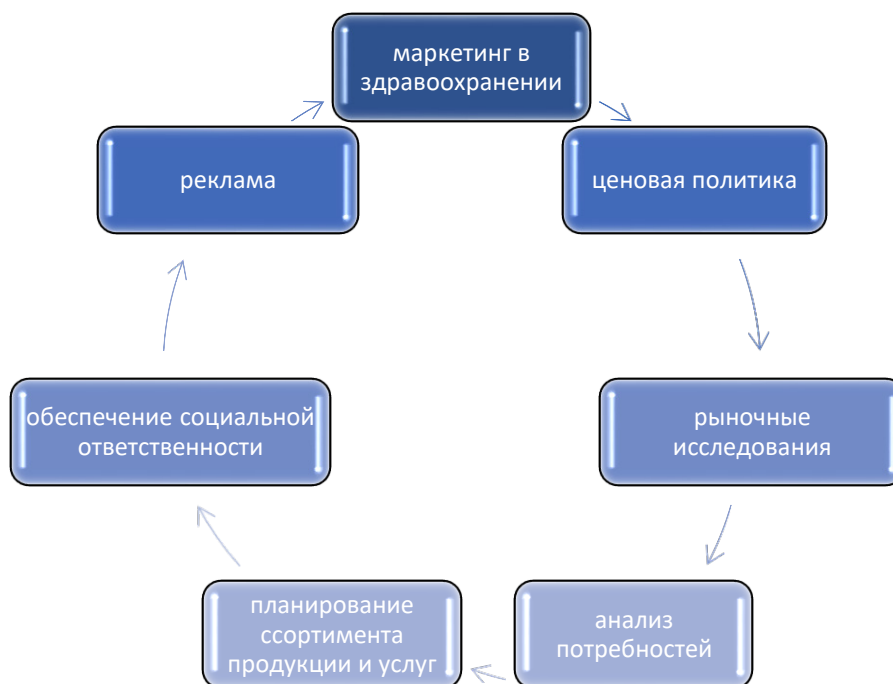 маркетинг в
здравоохранении
ценовая политика
рыночные
исследования
анализ
потребностей
планирование
ссортимента
продукции и услуг
обеспечение социальной
ответственности
реклама